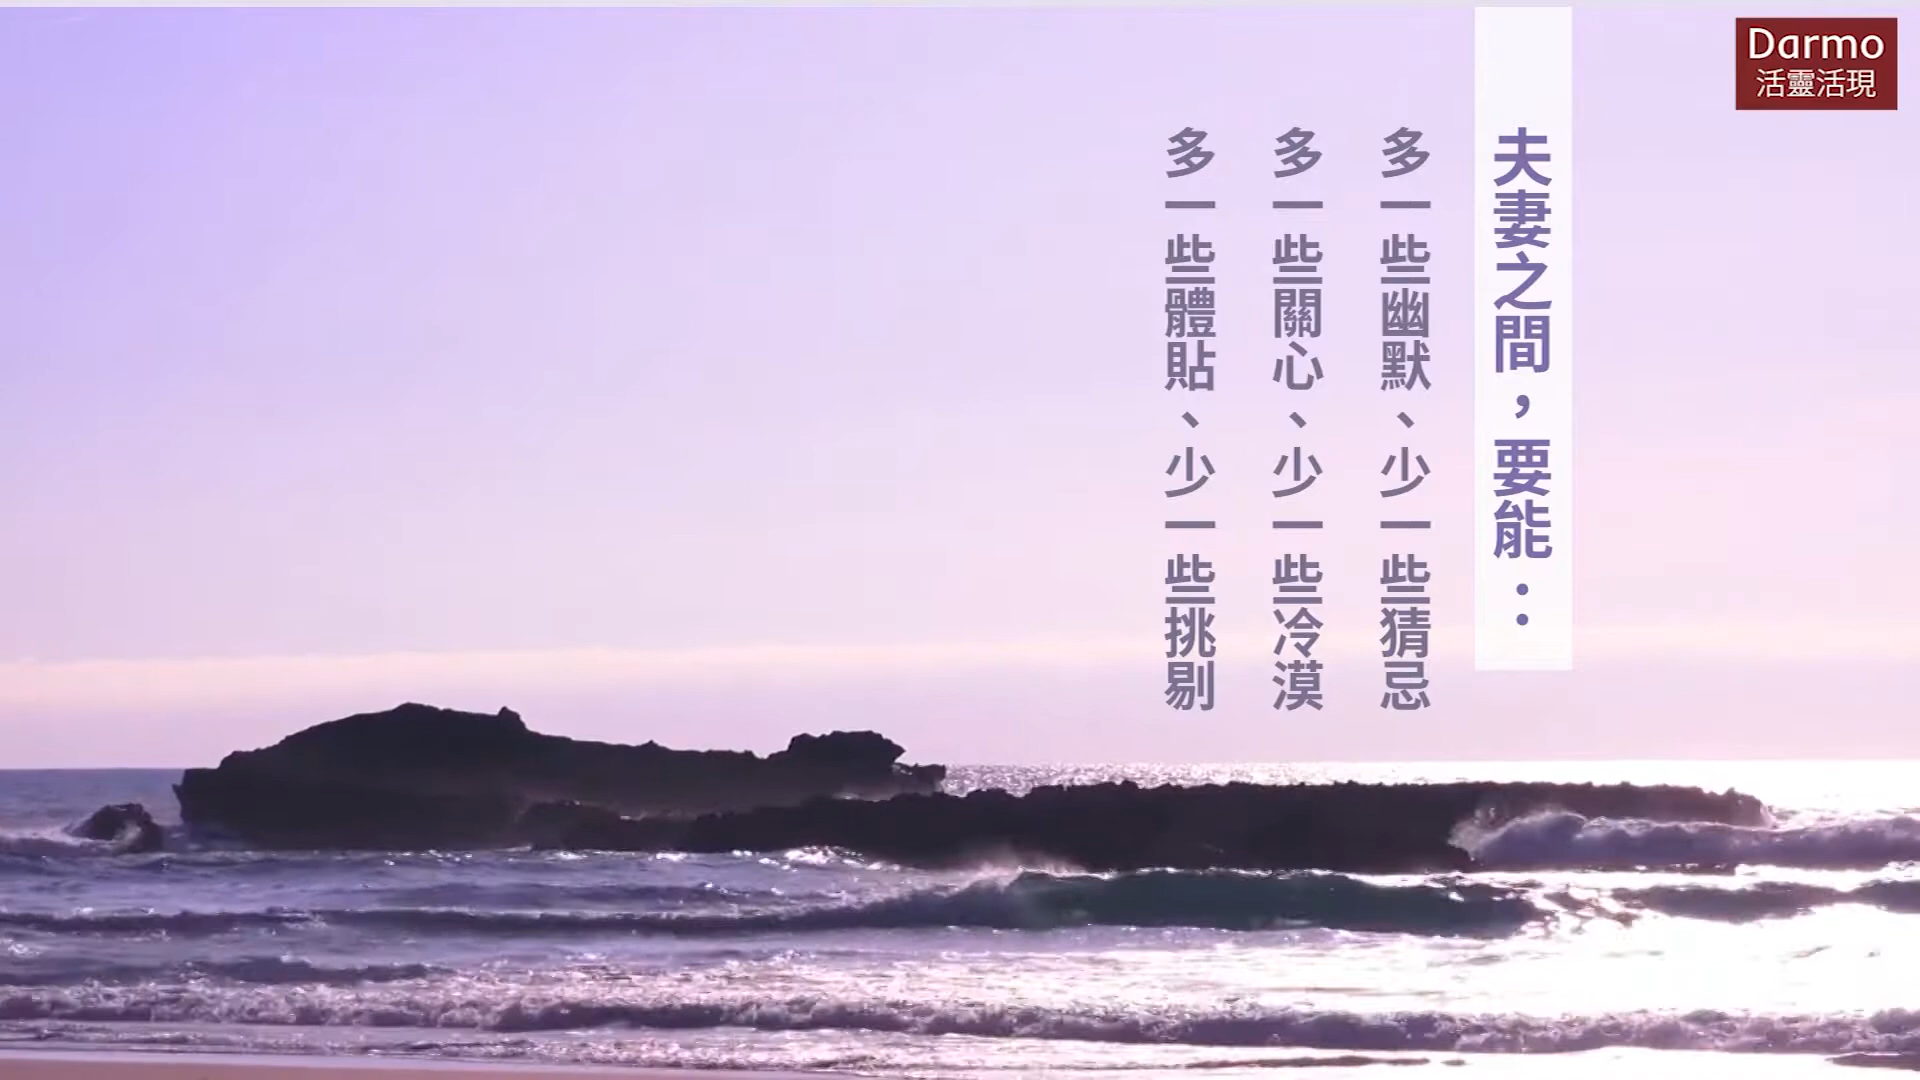 夫妻之間，要能：
多一些幽默、少一些猜忌
多一些關心、少一些冷漠
多一些體貼、少一些挑剔
Darmo
活靈活現